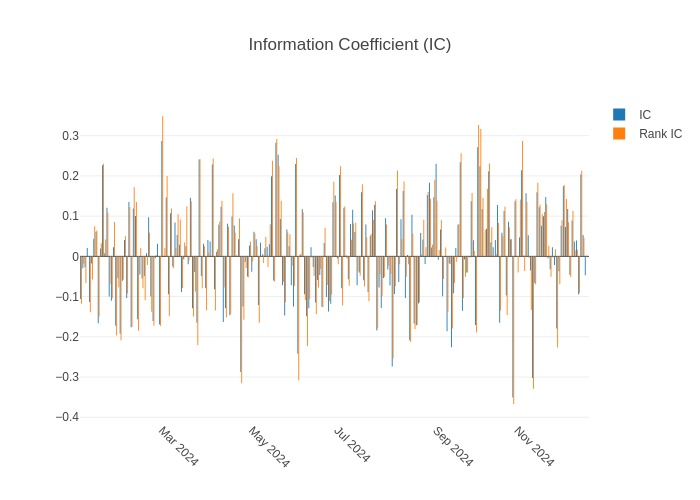 Information Coefficient (IC)
IC
Rank IC
0.3
0.2
0.1
0
−0.1
−0.2
−0.3
−0.4
Mar 2024
May 2024
Jul 2024
Sep 2024
Nov 2024